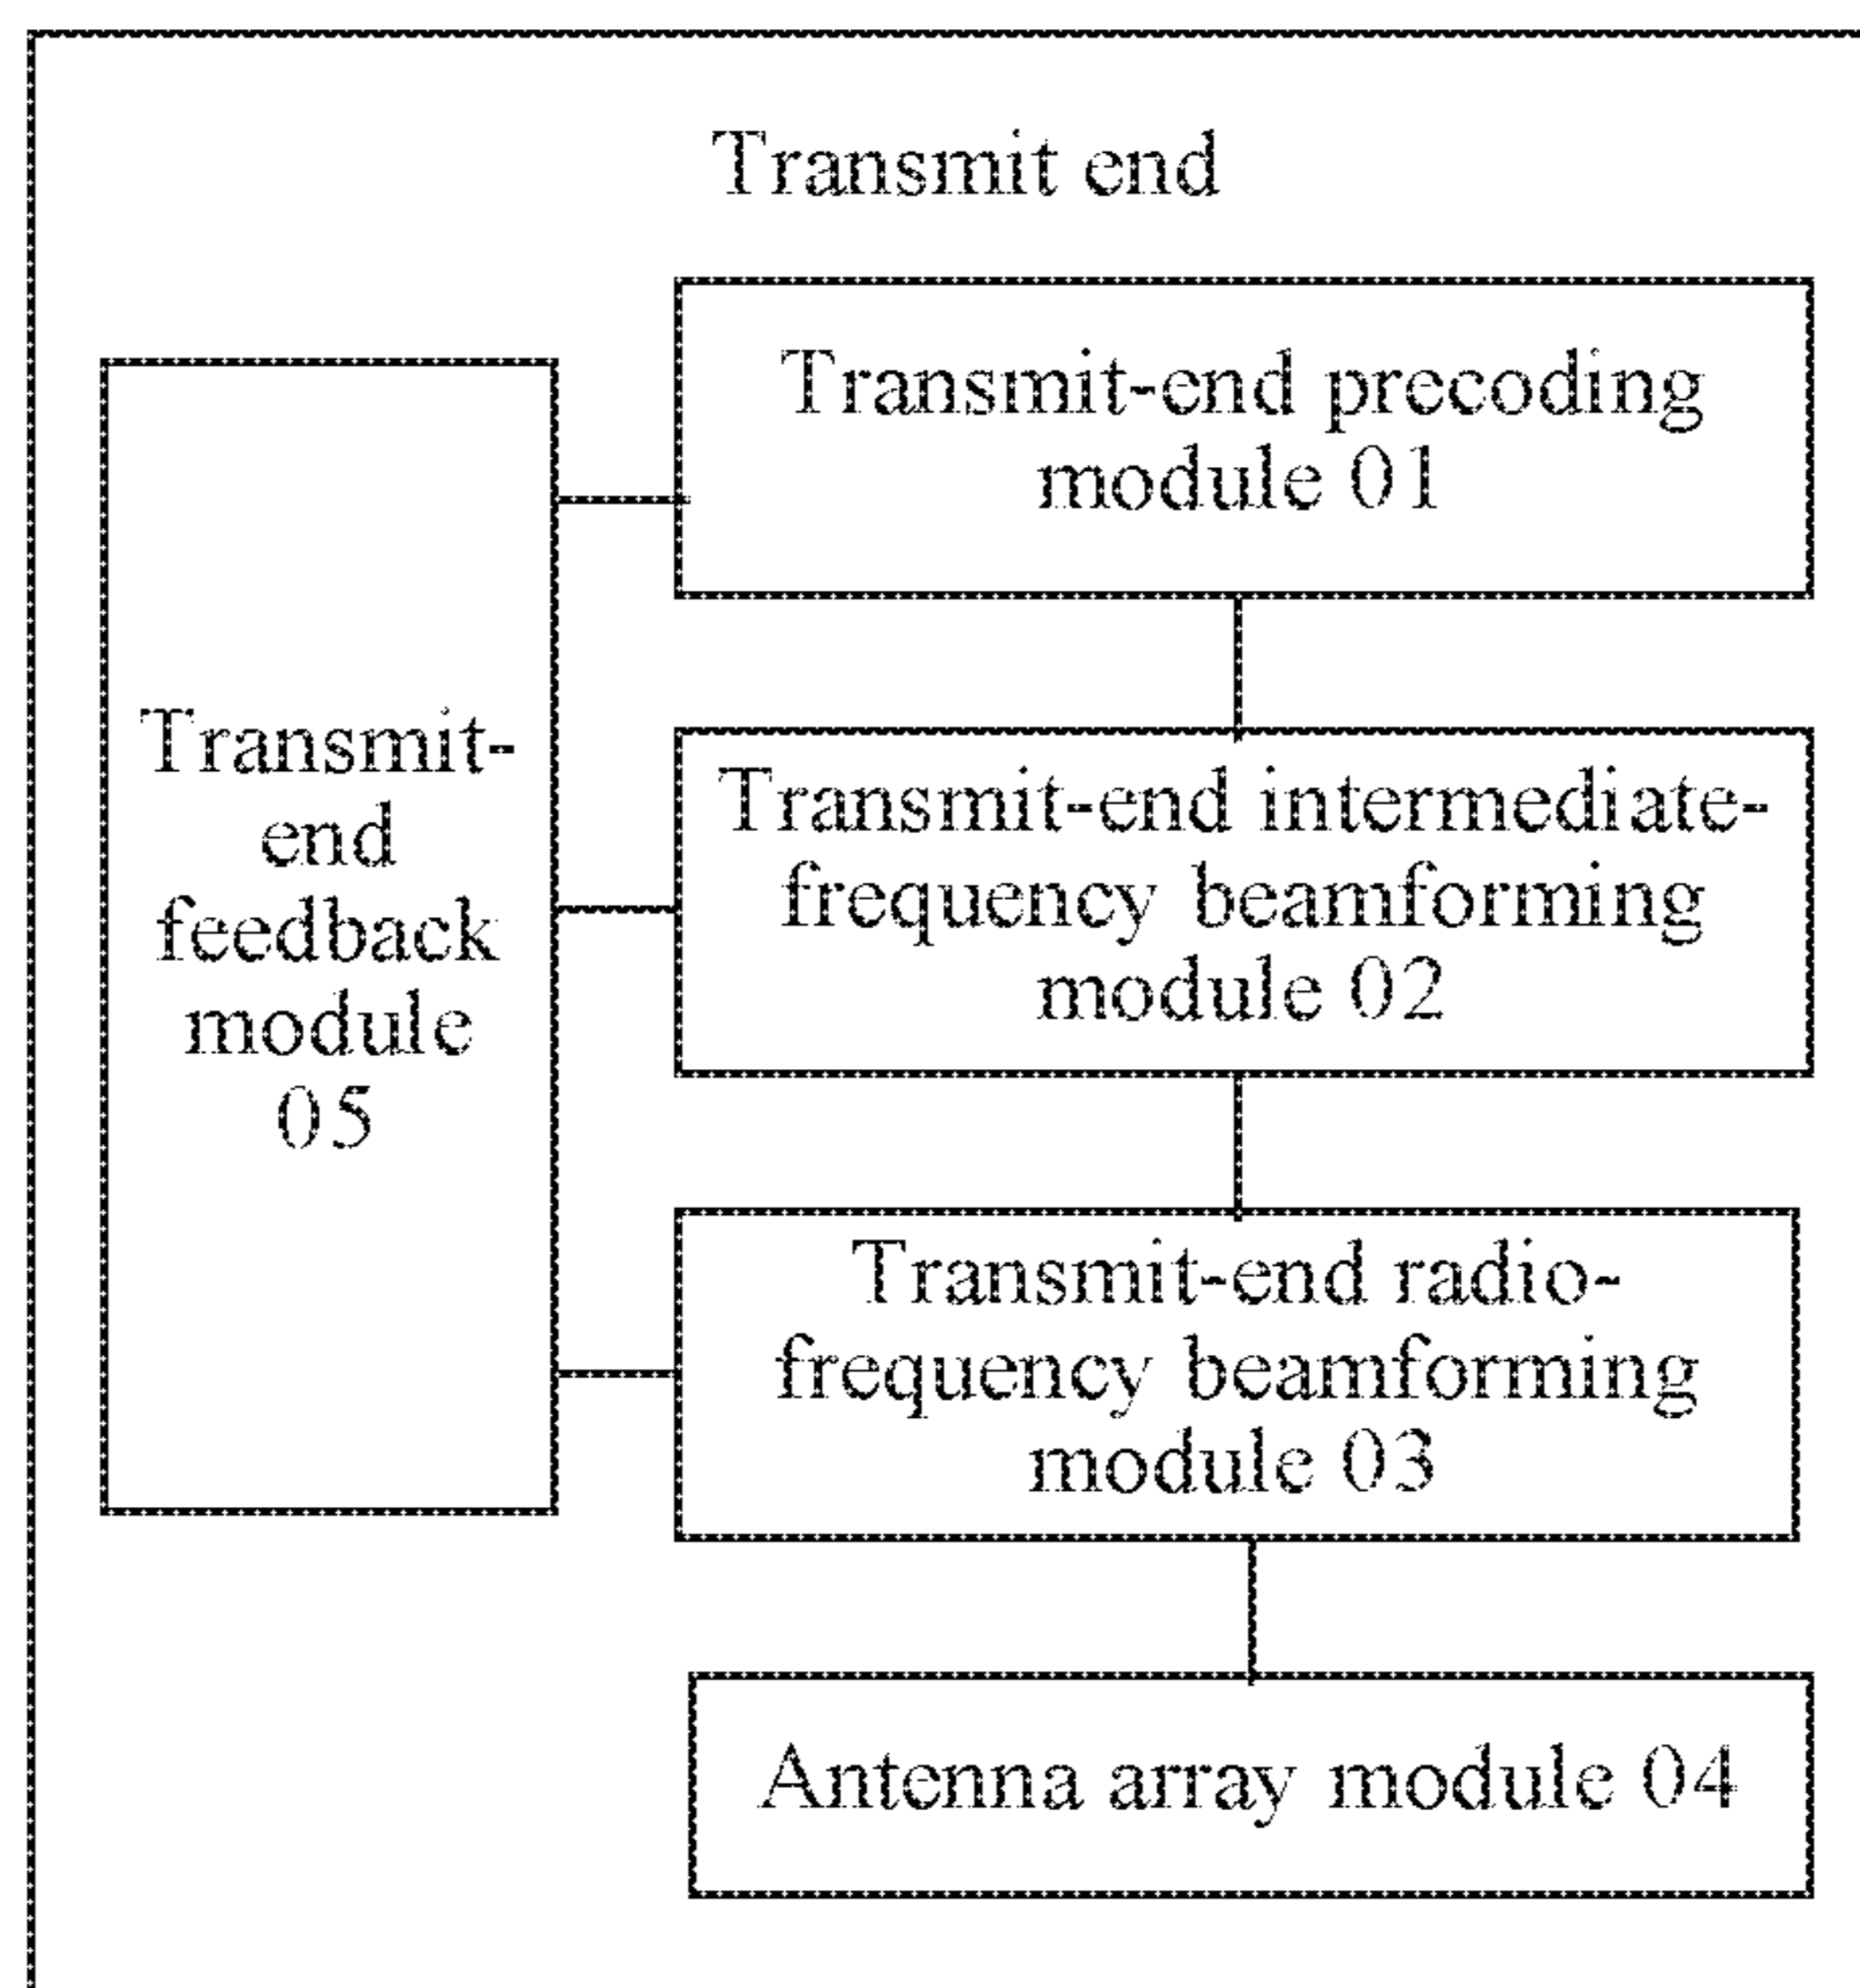 Transmit end
Transmit-end precoding
module 01
Transmit-
end
feedback
module
05
Transmit-end intermediate-
frequency beamforming
module 02
Transmit-end radio-
frequency beamforming
module 03
Antenna array module 04